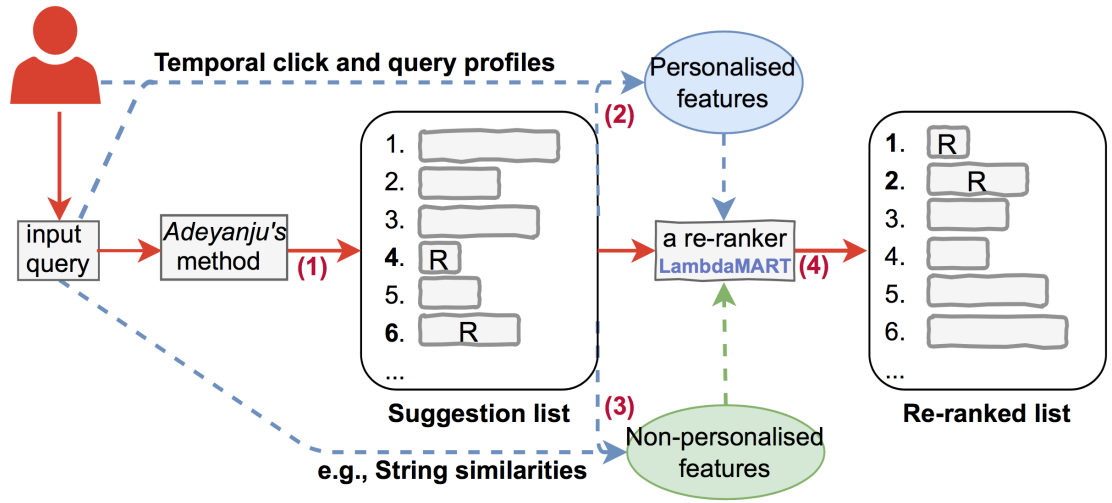 Temporal click and query profiles
Personalised
features
(2)
1.
2.
3.
4. R
5.
6. R
...
Suggestion list
input
query
Adeyanju's
method
(1)
a re-ranker
LambdaMART
(4)
1. R
2. R
3.
4.
5.
6.
...
Re-ranked list
(3)
Non-personalised
features
e.g., String similarities